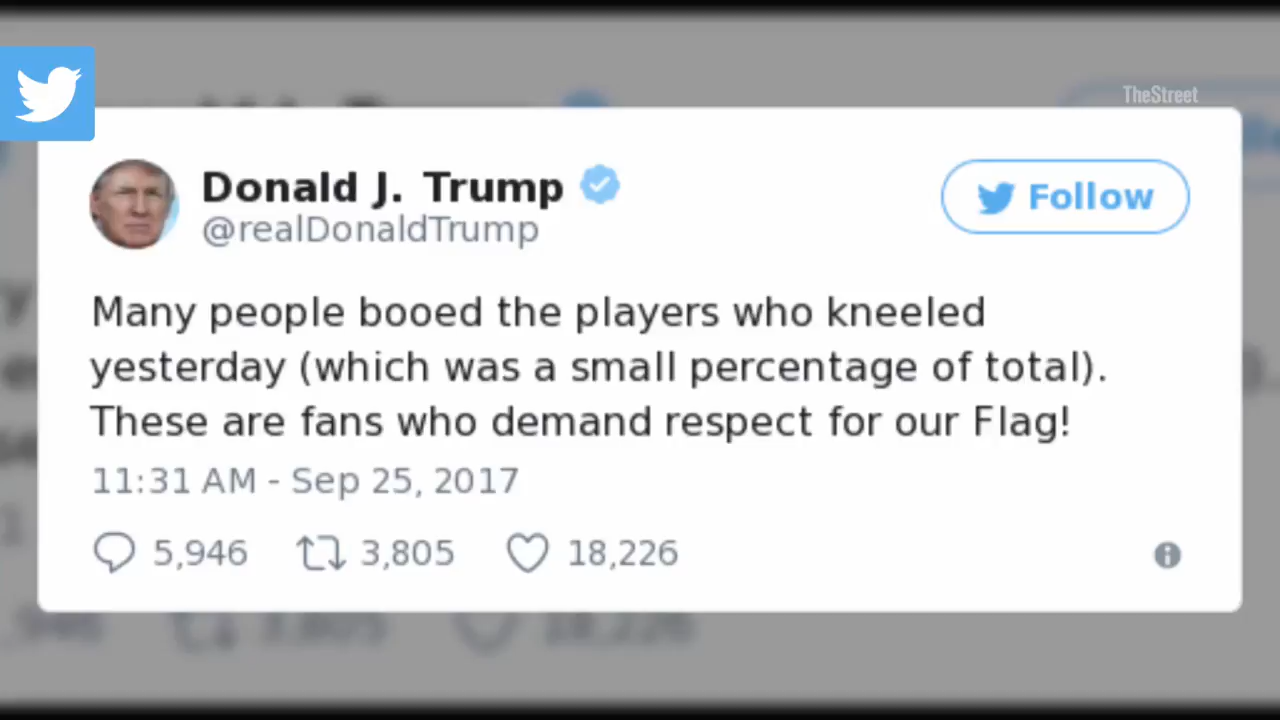 TheStreet
Donald J. Trump
@realDonaldTrump
Follow
Many people booed the players who kneeled
yesterday (which was a small percentage of total).
These are fans who demand respect for our Flag!
11:31 AM - Sep 25, 2017
5,946 3,805 18,226